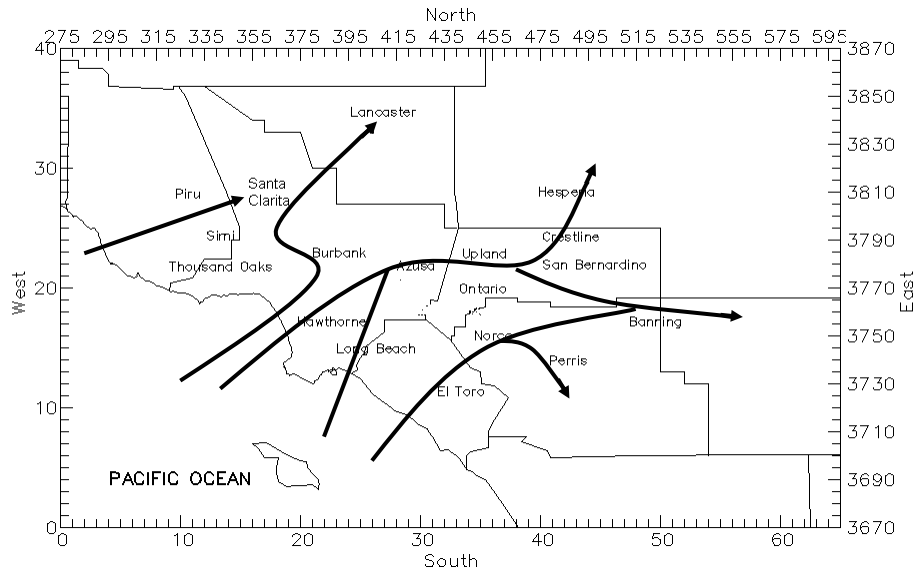 North
275 295 315 335 355 375 395 415 435 455 475 495 515 535 555 575 595
40 3870
3850
Lancaster
3830
30 Santa
Piru Clarita Hesperia 3810
Simi Crestline 3790
Burbank Upland
Thousand Oaks Azusa San Bernardino
20 Ontario 3770
West East
Hawthorne Banning
Norco 3750
Long Beach Perris
El Toro 3730
10 3710
PACIFIC OCEAN 3690
0 3670
0 10 20 30 40 50 60
South